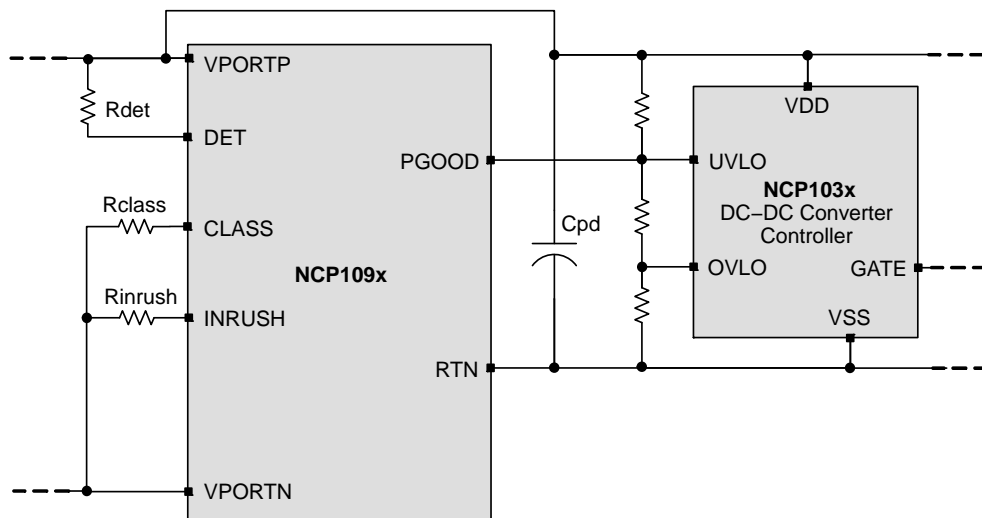 VPORTP
Rdet
DET
Rclass
CLASS
NCP109x
Rinrush
INRUSH
VPORTN
PGOOD
RTN
Cpd
VDD
UVLO
NCP103x
DC−DC Converter
Controller
OVLO
GATE
VSS